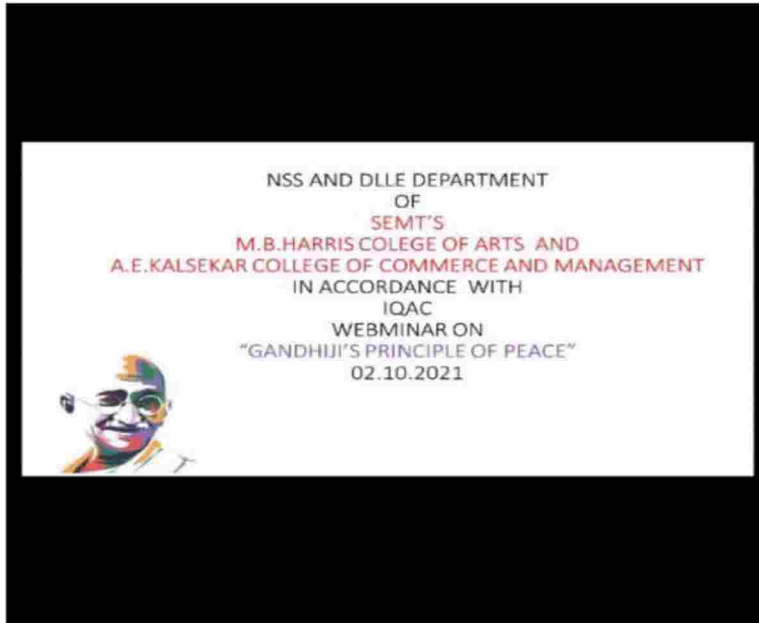 NSS AND DLLE DEPARTMENT
OF
SEMT'S
M.B.HARRIS COLEGE OF ARTS AND
A.E.KALSEKAR COLLEGE OF COMMERCE AND MANAGEMENT
IN ACCORDANCE WITH
IQAC
WEBMINAR ON
“GANDHIJI'S PRINCIPLE OF PEACE”
02.10.2021